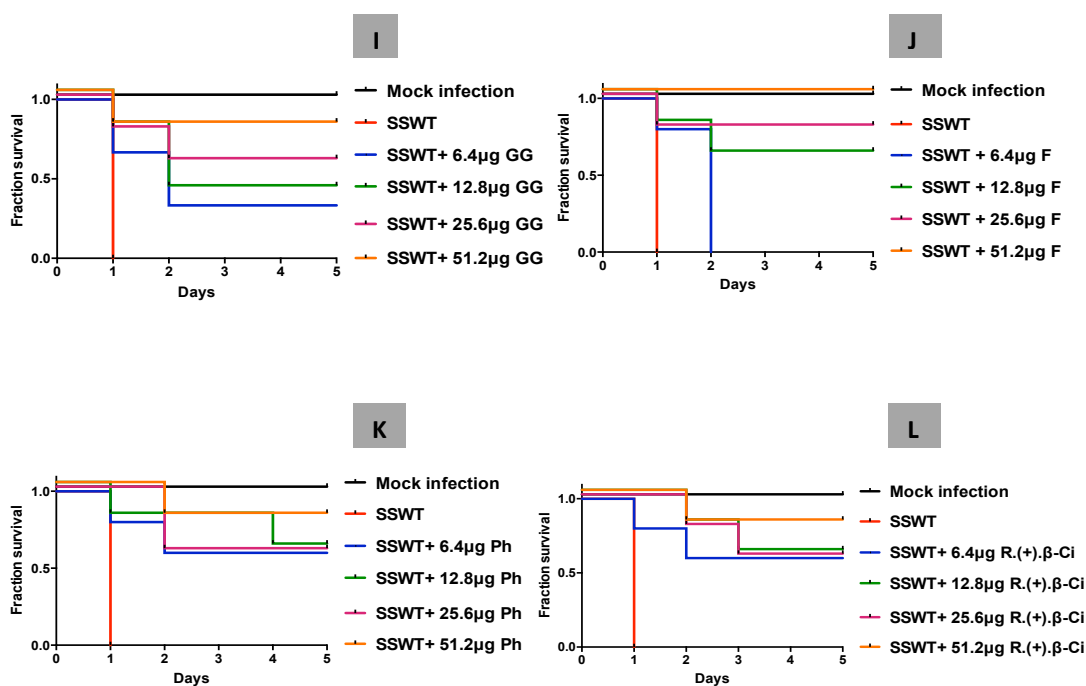 I
Fraction survival
1.0
0.5
0.0
0 1 2 3 4 5
Days
Mock infection
SSWT
SSWT+ 6.4µg GG
SSWT+ 12.8µg GG
SSWT+ 25.6µg GG
SSWT+ 51.2µg GG
J
Fraction survival
1.0
0.5
0.0
0 1 2 3 4 5
Days
Mock infection
SSWT
SSWT + 6.4µg F
SSWT + 12.8µg F
SSWT + 25.6µg F
SSWT + 51.2µg F
K
Fraction survival
1.0
0.5
0.0
0 1 2 3 4 5
Days
Mock infection
SSWT
SSWT+ 6.4µg Ph
SSWT+ 12.8µg Ph
SSWT+ 25.6µg Ph
SSWT+ 51.2µg Ph
L
Fraction survival
1.0
0.5
0.0
0 1 2 3 4 5
Days
Mock infection
SSWT
SSWT+ 6.4µg R.(+).β-Ci
SSWT+ 12.8µg R.(+).β-Ci
SSWT+ 25.6µg R.(+).β-Ci
SSWT+ 51.2µg R.(+).β-Ci